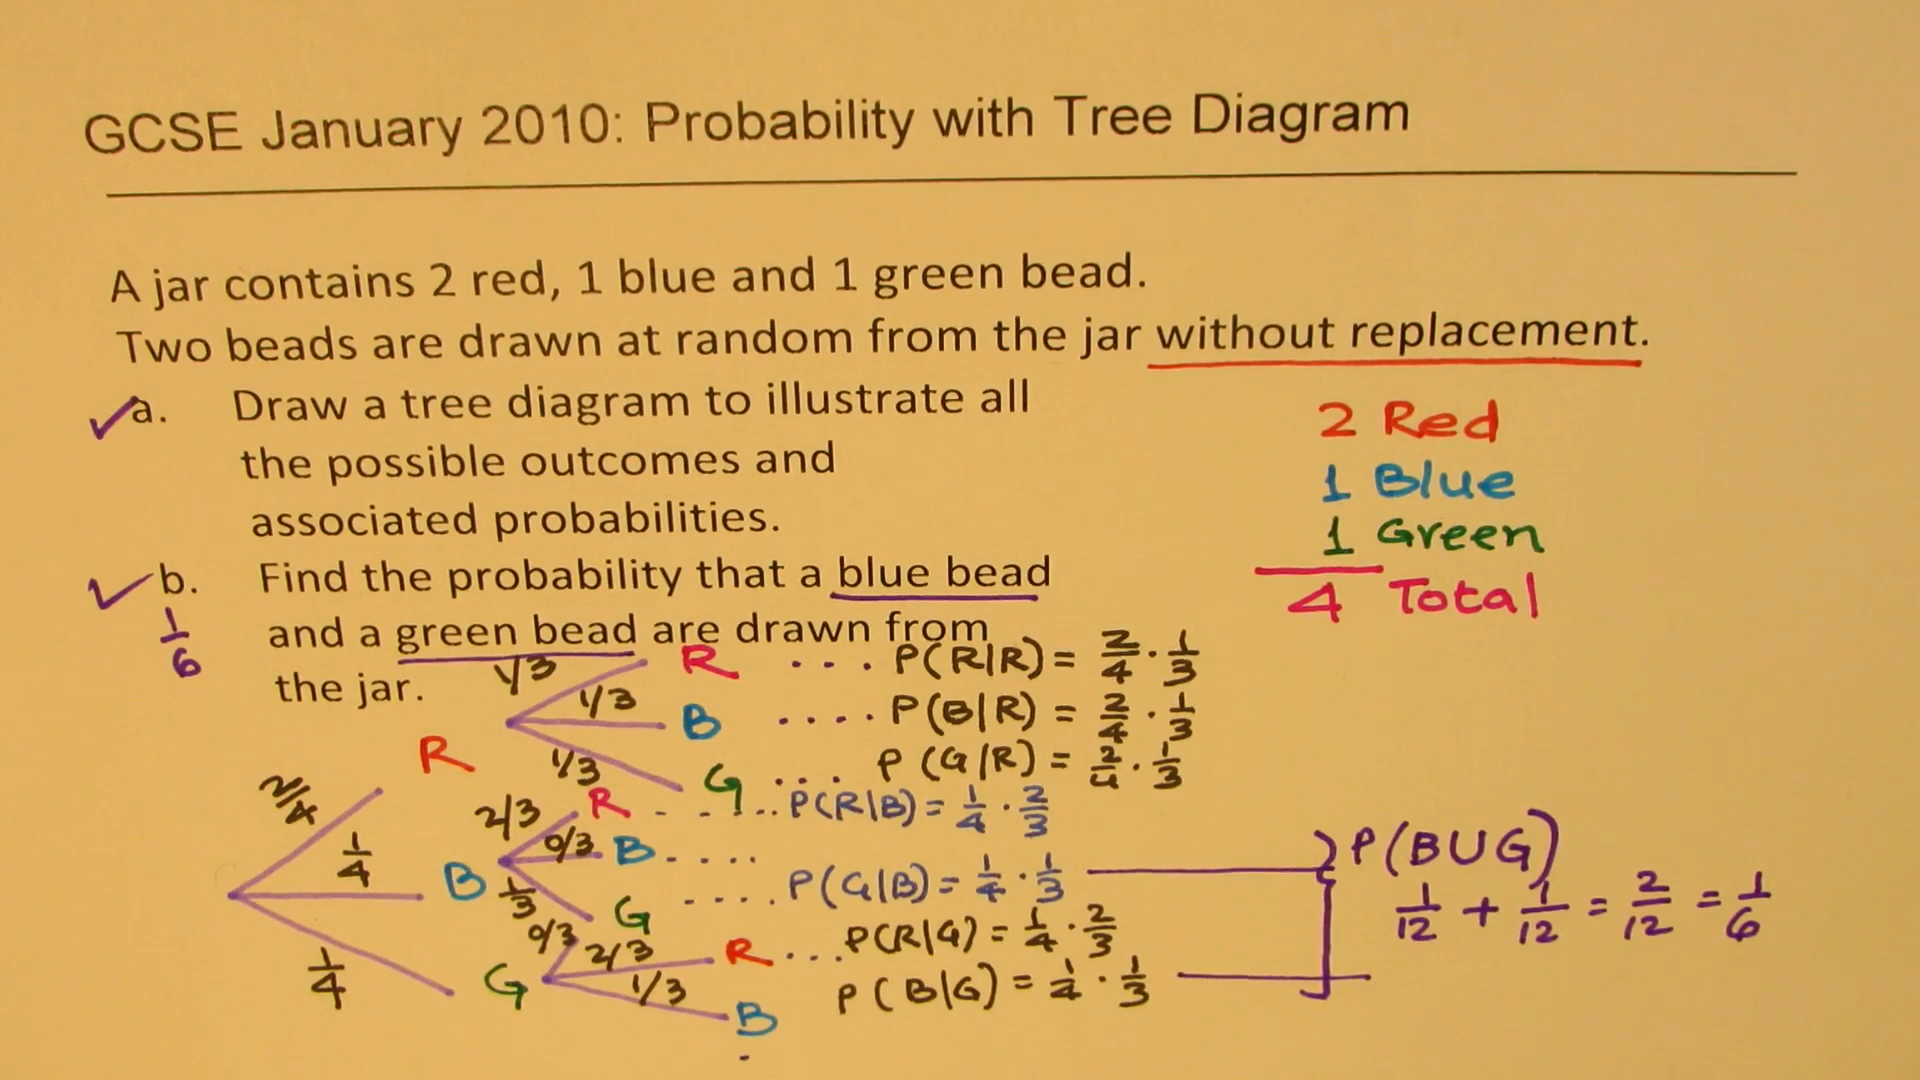 GCSE January 2010: Probability with Tree Diagram
A jar contains 2 red, 1 blue and 1 green bead.
Two beads are drawn at random from the jar without replacement.
a. Draw a tree diagram to illustrate all
the possible outcomes and
associated probabilities.
2 Red
1 Blue
1 Green
4 Total
b. Find the probability that a blue bead
1/6 and a green bead are drawn from
the jar.
1/3 R ... P(R|R) = 2/4 · 1/3
1/3 B .... P(B|R) = 2/4 · 1/3
2/4 R 1/3 G .... P(G|R) = 2/4 · 1/3
2/3 R - - - .. P(R|B) = 1/4 · 2/3
1/4 B 0/3 B - ....
1/3 G ..... P(G|B) = 1/4 · 1/3
P(BUG)
1/12 + 1/12 = 2/12 = 1/6
0/3
1/4 G 2/3 R ... P(R|G) = 1/4 · 2/3
1/3 B P(B|G) = 1/4 · 1/3